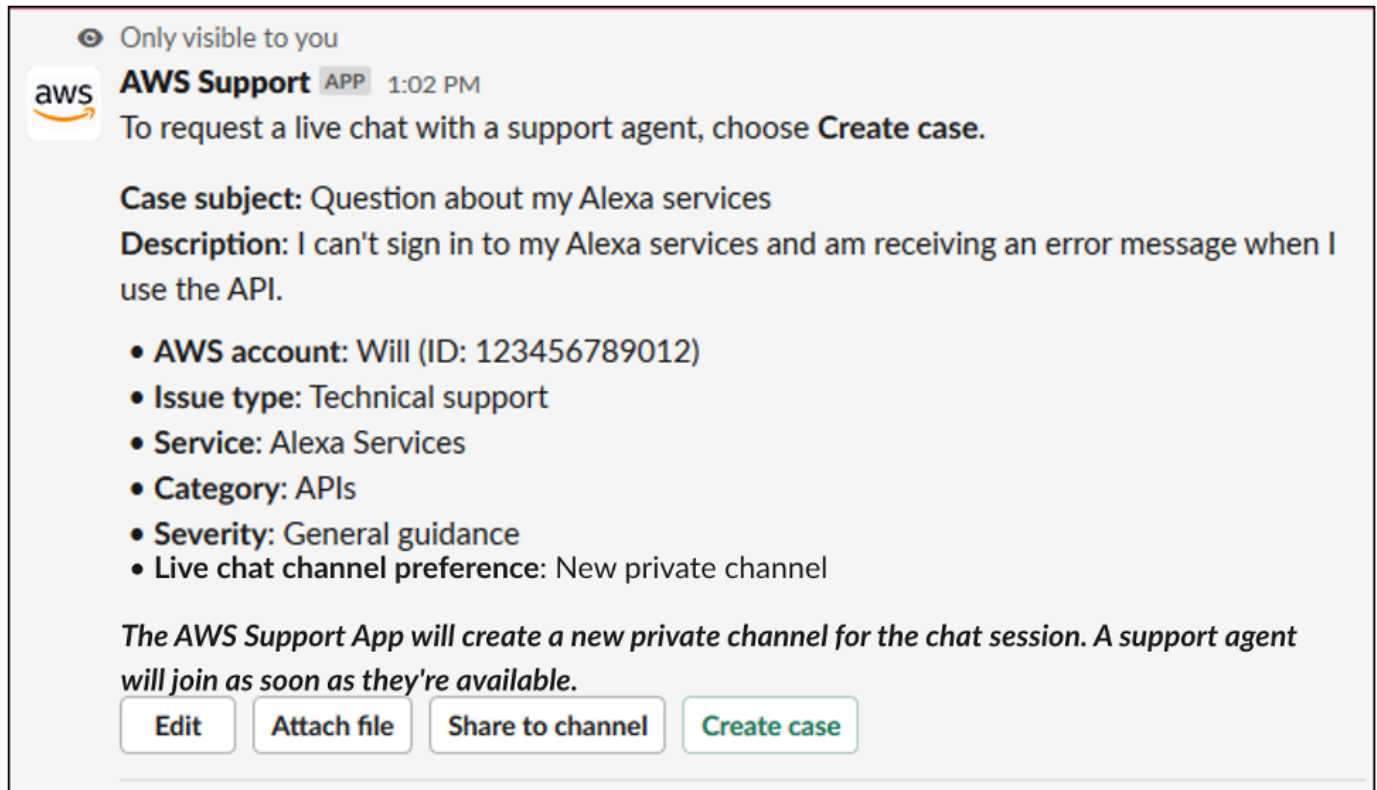 Only visible to you
aws
AWS Support APP 1:02 PM
To request a live chat with a support agent, choose Create case.
Case subject: Question about my Alexa services
Description: I can't sign in to my Alexa services and am receiving an error message when I
use the API.
• AWS account: Will (ID: 123456789012)
• Issue type: Technical support
• Service: Alexa Services
• Category: APIs
• Severity: General guidance
• Live chat channel preference: New private channel
The AWS Support App will create a new private channel for the chat session. A support agent
will join as soon as they're available.
Edit Attach file Share to channel Create case